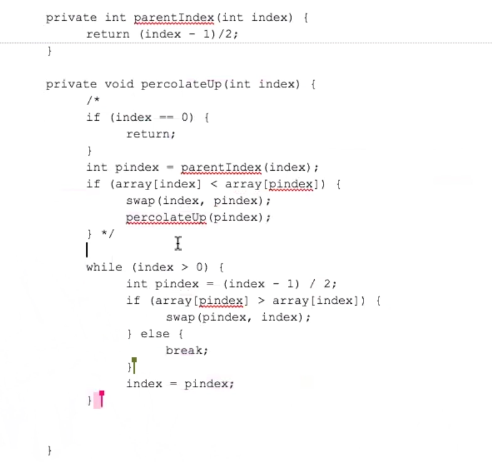 private int parentIndex(int index) {
return (index - 1)/2;
}
private void percolateUp(int index) {
/*
if (index == 0) {
return;
}
int pindex = parentIndex(index);
if (array[index] < array[pindex]) {
swap(index, pindex);
percolateUp(pindex);
} */
while (index > 0) {
int pindex = (index - 1) / 2;
if (array[pindex] > array[index]) {
swap(pindex, index);
} else {
break;
}
index = pindex;
}
}